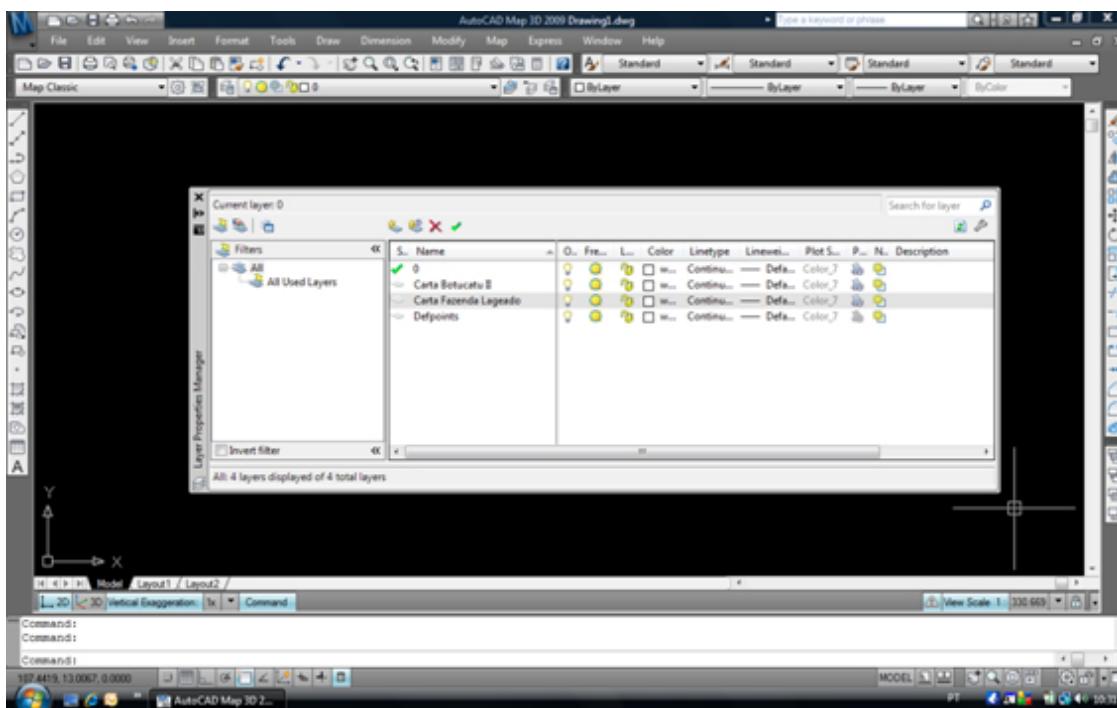 AutoCAD Map 3D 2009 Drawing1.dwg
Type a keyword or phrase
File Edit View Insert Format Tools Draw Dimension Modify Map Express Window Help
Standard Standard Standard Standard
Map Classic 0 ByLayer ByLayer ByLayer ByColor
Current layer: 0
Search for layer
Filters
S.. Name O.. Fre... L... Color Linetype Linewei... Plot S... P... N.. Description
All
0 w... Continu... Defa... Color_7
All Used Layers
Carta Botucatu II w... Continu... Defa... Color_7
Carta Fazenda Lageado w... Continu... Defa... Color_7
Defpoints w... Continu... Defa... Color_7
Layer Properties Manager
Invert filter
All: 4 layers displayed of 4 total layers
A
Y
X
Model Layout1 Layout2
2D 3D Vertical Exaggeration: 1x Command View Scale 1:
Command:
Command:
Command:
107.4419, 13.0067, 0.0000 MODEL
AutoCAD Map 3D 2... PT